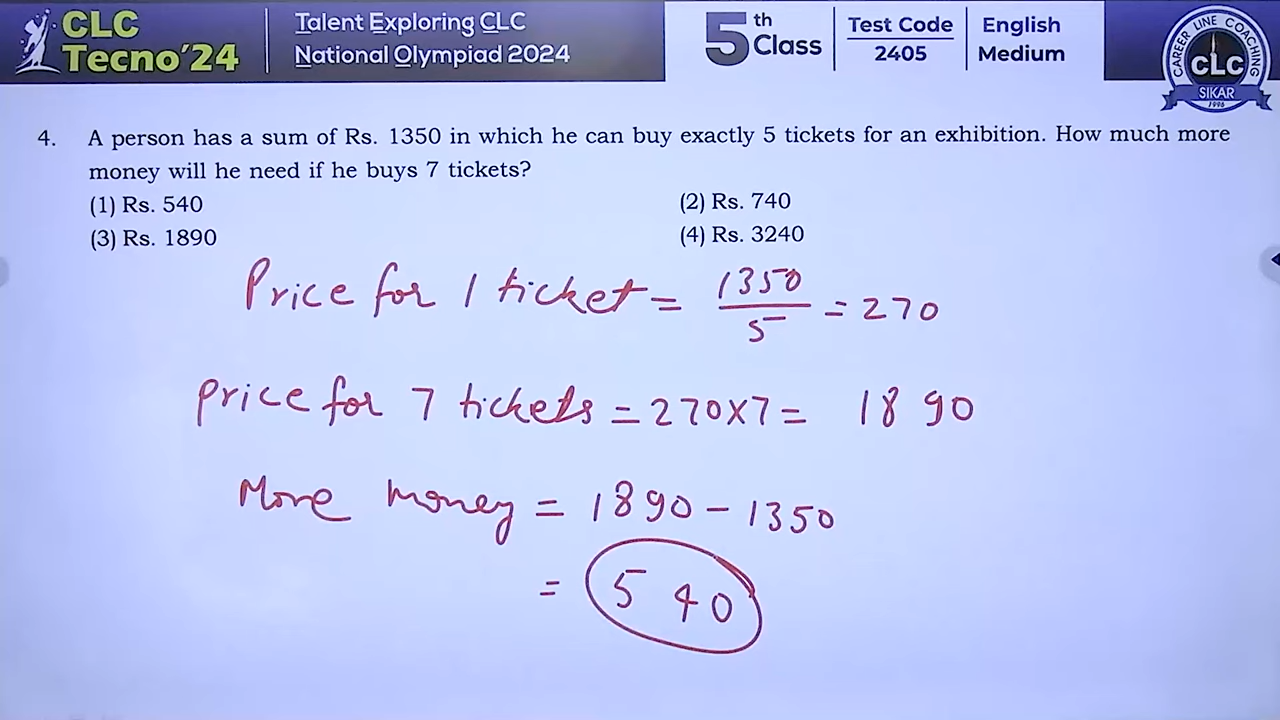 CLC
Tecno'24
Talent Exploring CLC
National Olympiad 2024
5th
Class
Test Code
2405
English
Medium
CAREER LINE COACHING
CLC
SIKAR
1996
4. A person has a sum of Rs. 1350 in which he can buy exactly 5 tickets for an exhibition. How much more
money will he need if he buys 7 tickets?
(1) Rs. 540 (2) Rs. 740
(3) Rs. 1890 (4) Rs. 3240
Price for 1 ticket = 1350/5 = 270
Price for 7 tickets = 270x7 = 1890
More money = 1890 - 1350
= 540